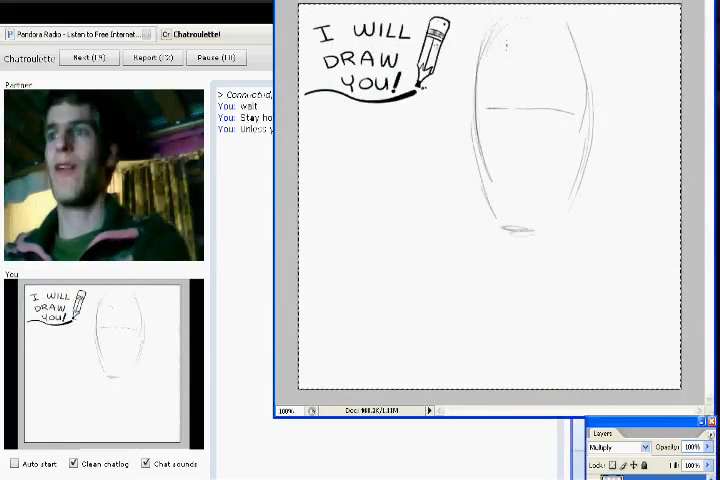 Pandora Radio - Listen to Free Internet...
Chatroulette!
Chatroulette
Next (F9)
Report (F2)
Pause (F8)
Partner
> Connected,
You: wait
You: Stay ho
You: Unless y
I WILL
DRAW
YOU!
You
I WILL
DRAW
YOU!
Auto start
Clean chatlog
Chat sounds
100%
Layers
Multiply
Opacity: 100%
Lock:
Fill: 100%